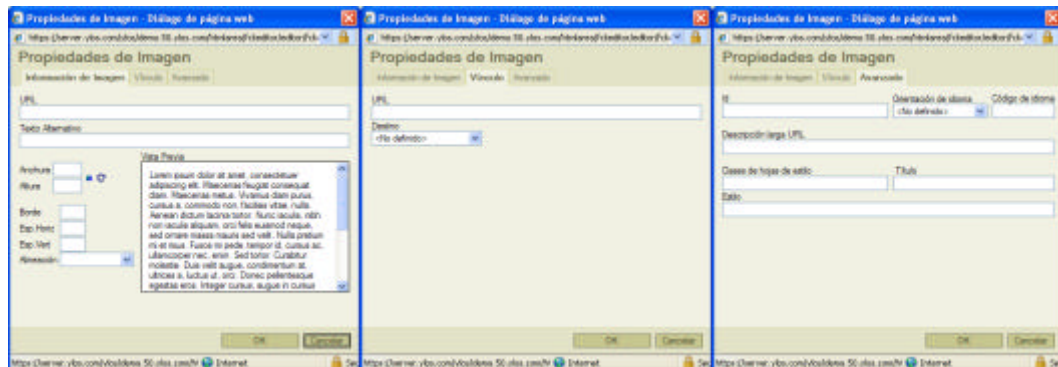 Propiedades de Imagen - Diálogo de página web
Propiedades de Imagen
Información de Imagen Vínculo Avanzado
URL
Texto Alternativo
Anchura
Altura
Borde
Esp.Horiz
Esp.Vert
Alineación
Vista Previa
Lorem ipsum dolor sit amet, consectetuer
adipiscing elit. Maecenas feugiat consequat
diam. Maecenas metus. Vivamus diam purus,
cursus a, commodo non, facilisis vitae, nulla.
Aenean dictum lacinia tortor. Nunc iaculis, nibh
non iaculis aliquam, orci felis euismod neque,
sed ornare massa mauris sed velit. Nulla pretium
mi et risus. Fusce mi pede, tempor id, cursus ac,
ullamcorper nec, enim. Sed tortor. Curabitur
molestie. Duis velit augue, condimentum at,
ultrices a, luctus ut, orci. Donec pellentesque
egestas eros. Integer cursus, augue in cursus
OK Cancelar
Internet
Propiedades de Imagen - Diálogo de página web
Propiedades de Imagen
Información de Imagen Vínculo Avanzado
URL
Destino
<No definido>
OK Cancelar
Internet
Propiedades de Imagen - Diálogo de página web
Propiedades de Imagen
Información de Imagen Vínculo Avanzado
Id Orientación de idioma Código de idioma
<No definido>
Descripción larga URL
Clases de hojas de estilo Título
Estilo
OK Cancelar
Internet